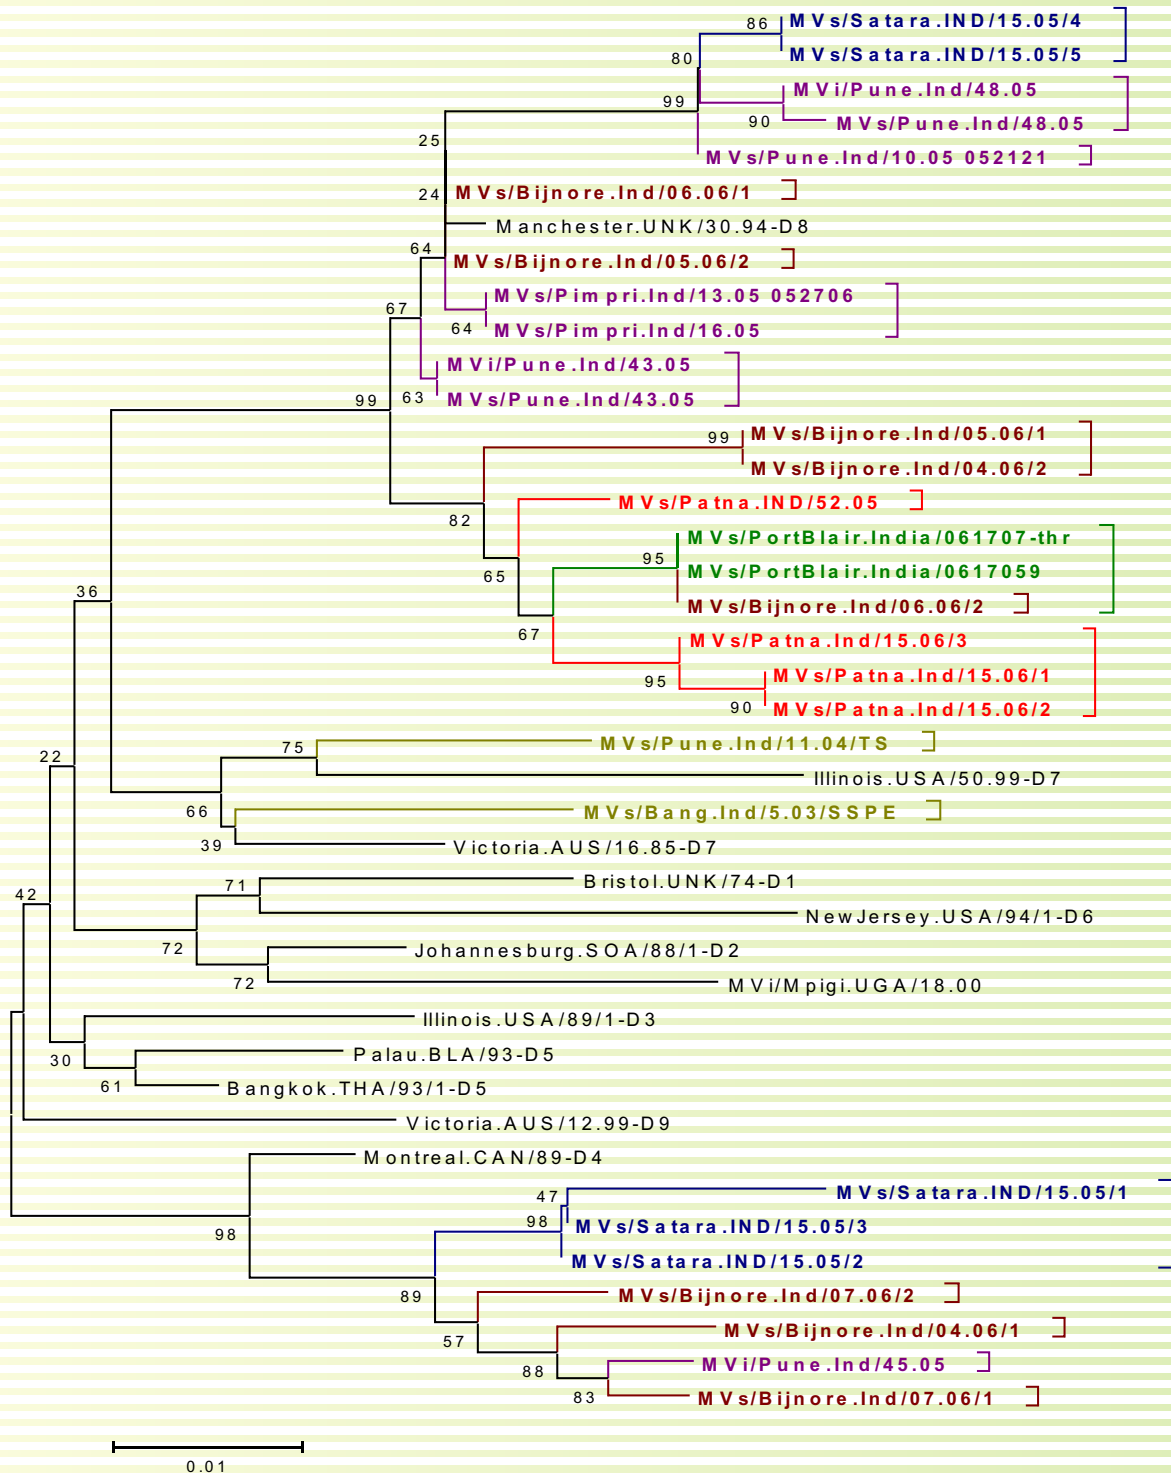 86
MVs/Satara.IND/15.05/4
80
MVs/Satara.IND/15.05/5
MVi/Pune.Ind/48.05
99
90
MVs/Pune.Ind/48.05
25
MVs/Pune.Ind/10.05 052121
24
MVs/Bijnore.Ind/06.06/1
Manchester.UNK/30.94-D8
64
MVs/Bijnore.Ind/05.06/2
MVs/Pimpri.Ind/13.05 052706
67
64
MVs/Pimpri.Ind/16.05
MVi/Pune.Ind/43.05
99
63
MVs/Pune.Ind/43.05
99
MVs/Bijnore.Ind/05.06/1
MVs/Bijnore.Ind/04.06/2
82
MVs/Patna.IND/52.05
MVs/PortBlair.India/061707-thr
95
65
MVs/PortBlair.India/0617059
36
MVs/Bijnore.Ind/06.06/2
67
MVs/Patna.Ind/15.06/3
95
MVs/Patna.Ind/15.06/1
90
MVs/Patna.Ind/15.06/2
75
MVs/Pune.Ind/11.04/TS
22
Illinois.USA/50.99-D7
66
MVs/Bang.Ind/5.03/SSPE
39
Victoria.AUS/16.85-D7
71
Bristol.UNK/74-D1
42
NewJersey.USA/94/1-D6
72
Johannesburg.SOA/88/1-D2
72
MVi/Mpigi.UGA/18.00
Illinois.USA/89/1-D3
30
Palau.BLA/93-D5
61
Bangkok.THA/93/1-D5
Victoria.AUS/12.99-D9
Montreal.CAN/89-D4
47
MVs/Satara.IND/15.05/1
98
98
MVs/Satara.IND/15.05/3
MVs/Satara.IND/15.05/2
89
MVs/Bijnore.Ind/07.06/2
57
MVs/Bijnore.Ind/04.06/1
88
MVi/Pune.Ind/45.05
83
MVs/Bijnore.Ind/07.06/1
0.01